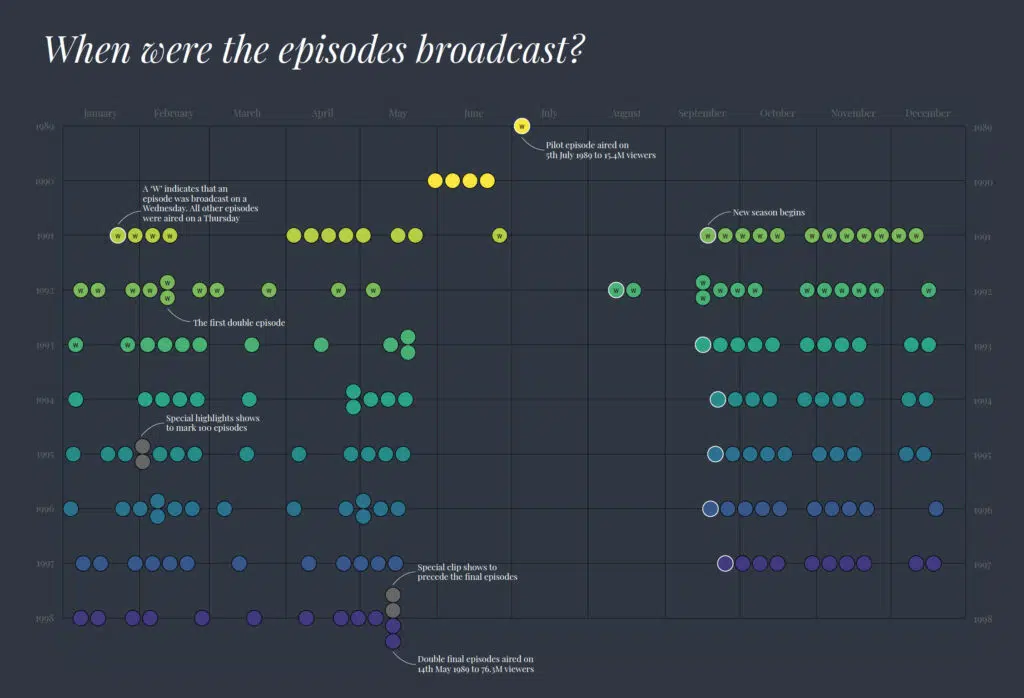 When were the episodes broadcast?
January February March April May June July August September October November December
1989 1989
Pilot episode aired on
5th July 1989 to 15.4M viewers
1990 1990
A 'W' indicates that an
episode was broadcast on a
Wednesday. All other episodes
were aired on a Thursday
New season begins
1991 W W W W W W W W W W W W W W W W W 1991
1992 W W W W W W W W W W W W W W W W W W W W W W W W 1992
The first double episode
1993 W W 1993
1994 1994
Special highlights shows
to mark 100 episodes
1995 1995
1996 1996
1997 1997
Special clip shows to
precede the final episodes
1998 1998
Double final episodes aired on
14th May 1989 to 76.3M viewers